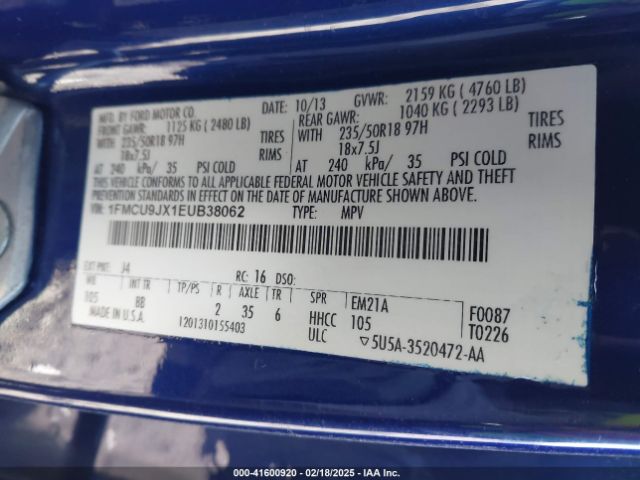 MFD. BY FORD MOTOR CO. DATE: 10/13 GVWR: 2159 KG ( 4760 LB)
FRONT GAWR: 1125 KG ( 2480 LB) REAR GAWR: 1040 KG ( 2293 LB)
WITH 235/50R18 97H TIRES WITH 235/50R18 97H TIRES
18x7.5J RIMS 18x7.5J RIMS
AT 240 kPa/ 35 PSI COLD AT 240 kPa/ 35 PSI COLD
THIS VEHICLE CONFORMS TO ALL APPLICABLE FEDERAL MOTOR VEHICLE SAFETY AND THEFT
PREVENTION STANDARDS IN EFFECT ON THE DATE OF MANUFACTURE SHOWN ABOVE.
VIN: 1FMCU9JX1EUB38062 TYPE: MPV
EXT PNT: J4 RC: 16 DSO:
WB INT TR TP/PS R AXLE TR SPR EM21A F0087
105 BB 2 35 6 HHCC 105 T0226
MADE IN U.S.A. 1201310155403 ULC ▽5U5A-3520472-AA
000-41600920 / 02/18/2025 - IAA Inc.